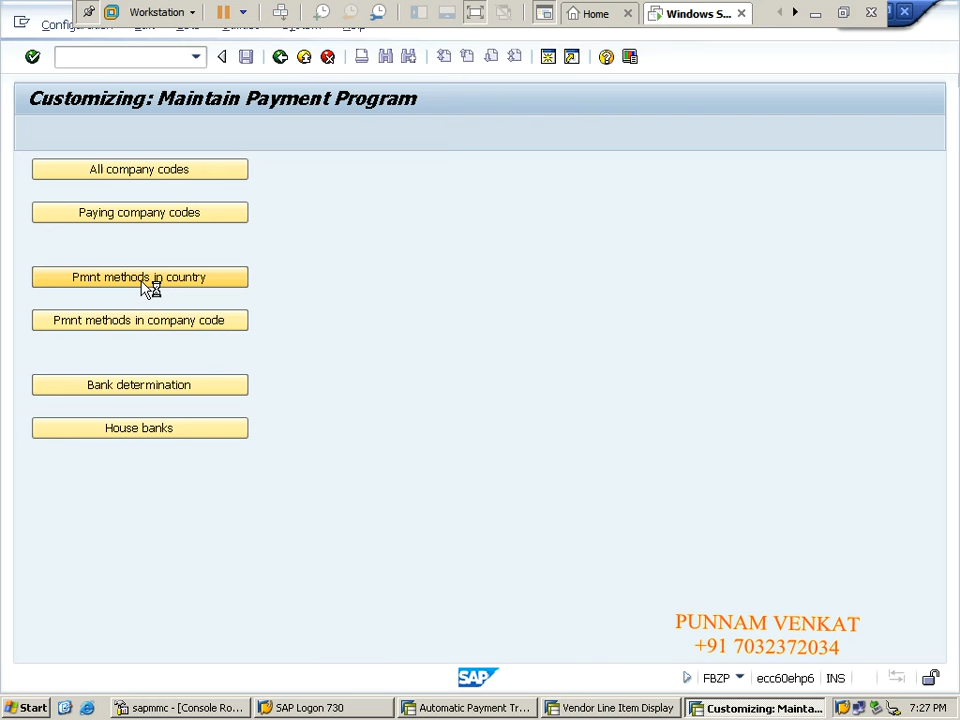 Workstation
Home
Windows S...
Customizing: Maintain Payment Program
All company codes
Paying company codes
Pmnt methods in country
Pmnt methods in company code
Bank determination
House banks
PUNNAM VENKAT
+91 7032372034
SAP
FBZP
ecc60ehp6
INS
Start
sapmmc - [Console Ro...
SAP Logon 730
Automatic Payment Tr...
Vendor Line Item Display
Customizing: Mainta...
7:27 PM